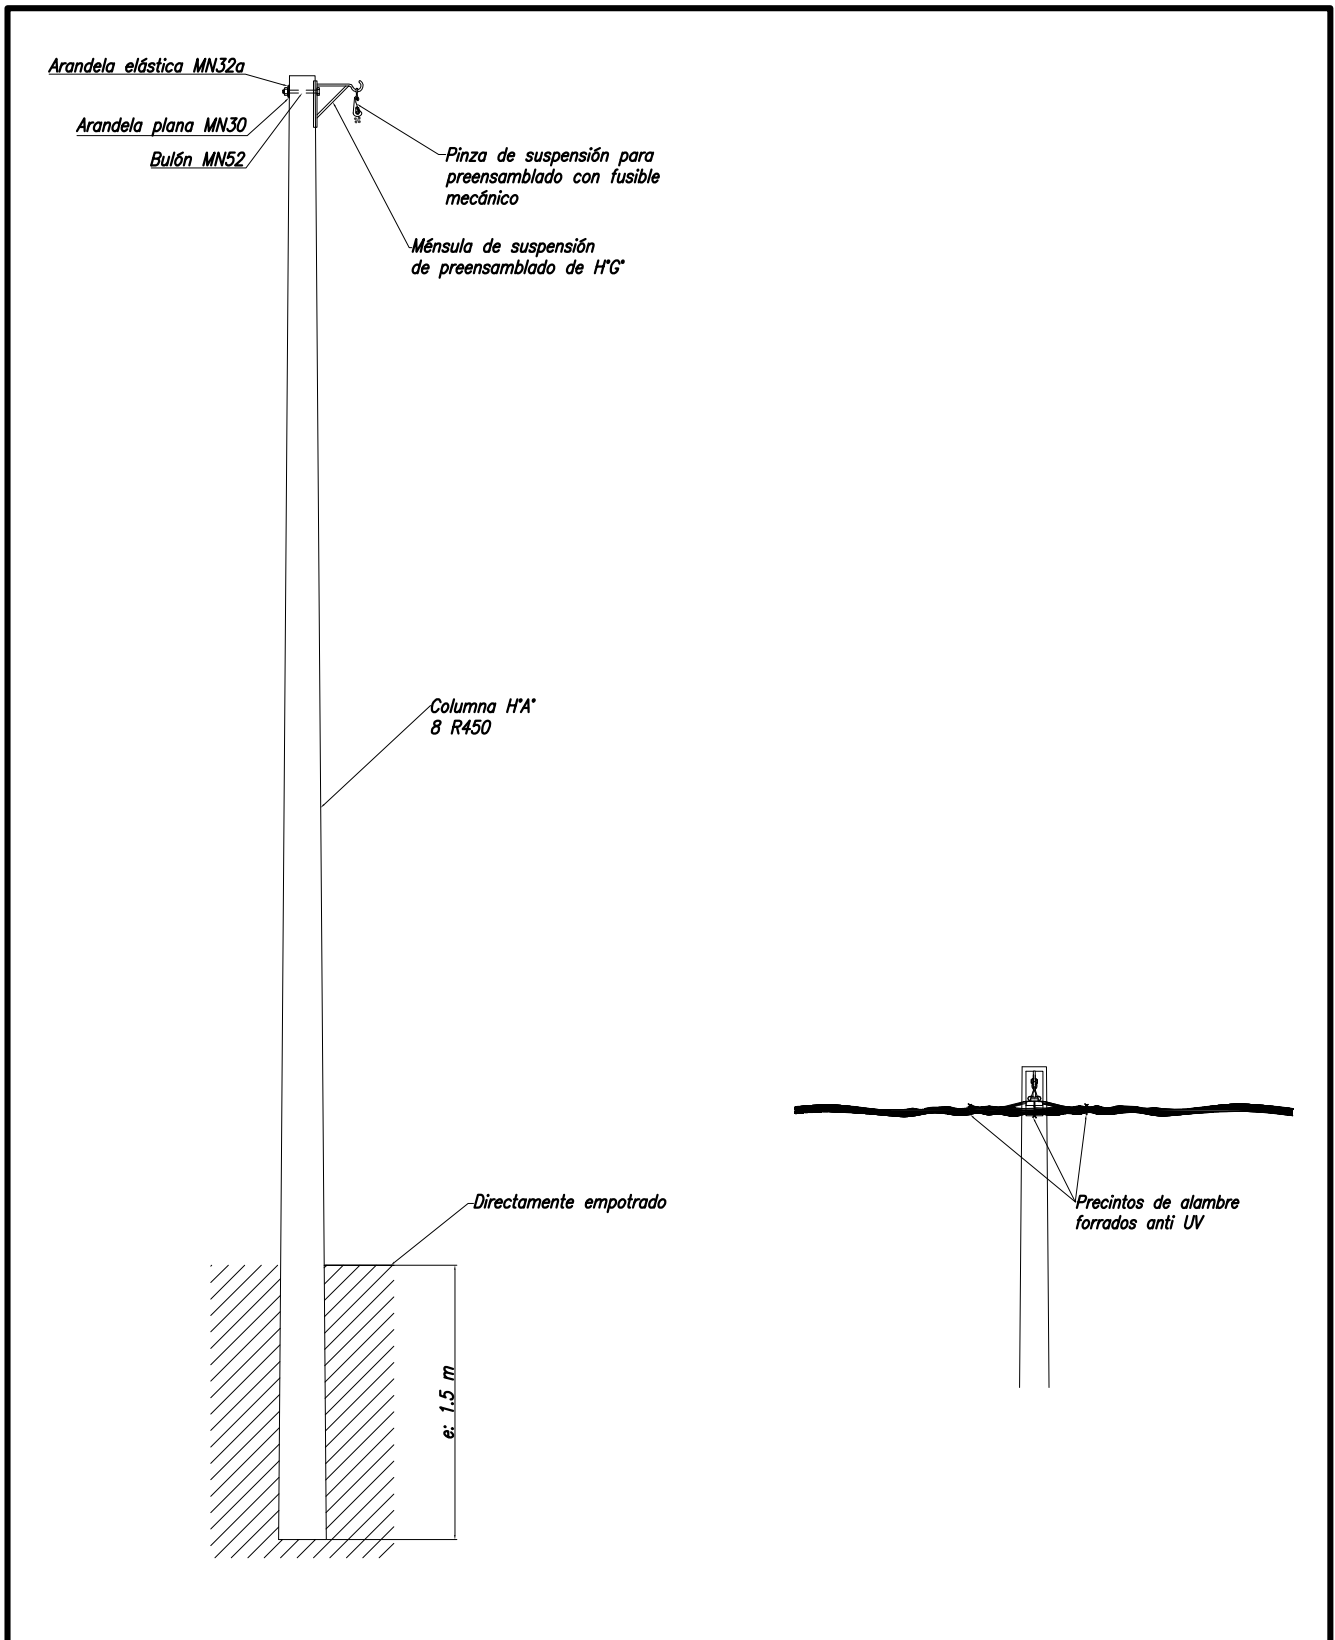 Arandela elástica MN32a
Arandela plana MN30
Bulón MN52
Pinza de suspensión para
preensamblado con fusible
mecánico
Ménsula de suspensión
de preensamblado de H°G°
Columna H°A°
8 R450
Directamente empotrado
e: 1.5 m
Precintos de alambre
forrados anti UV